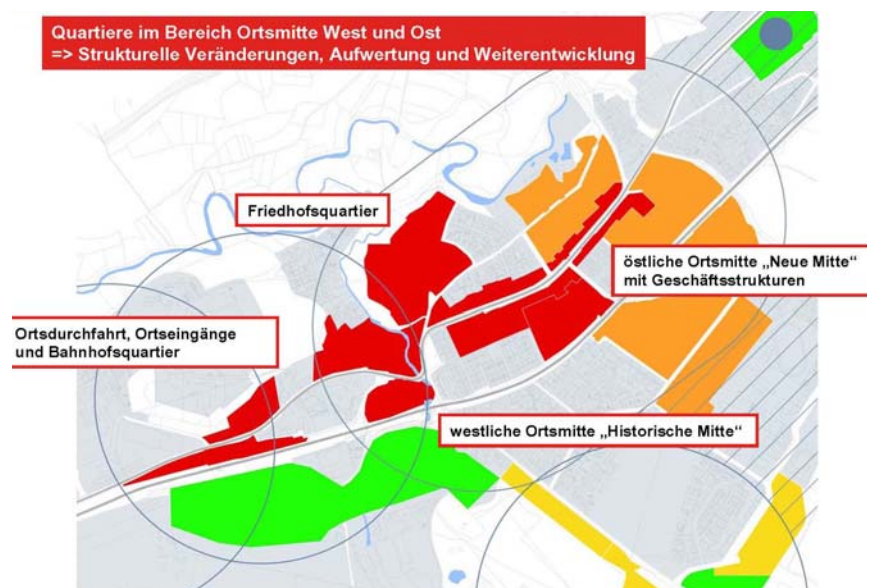 Quartiere im Bereich Ortsmitte West und Ost
=> Strukturelle Veränderungen, Aufwertung und Weiterentwicklung
Friedhofsquartier
östliche Ortsmitte „Neue Mitte“
mit Geschäftsstrukturen
Ortsdurchfahrt, Ortseingänge
und Bahnhofsquartier
westliche Ortsmitte „Historische Mitte“